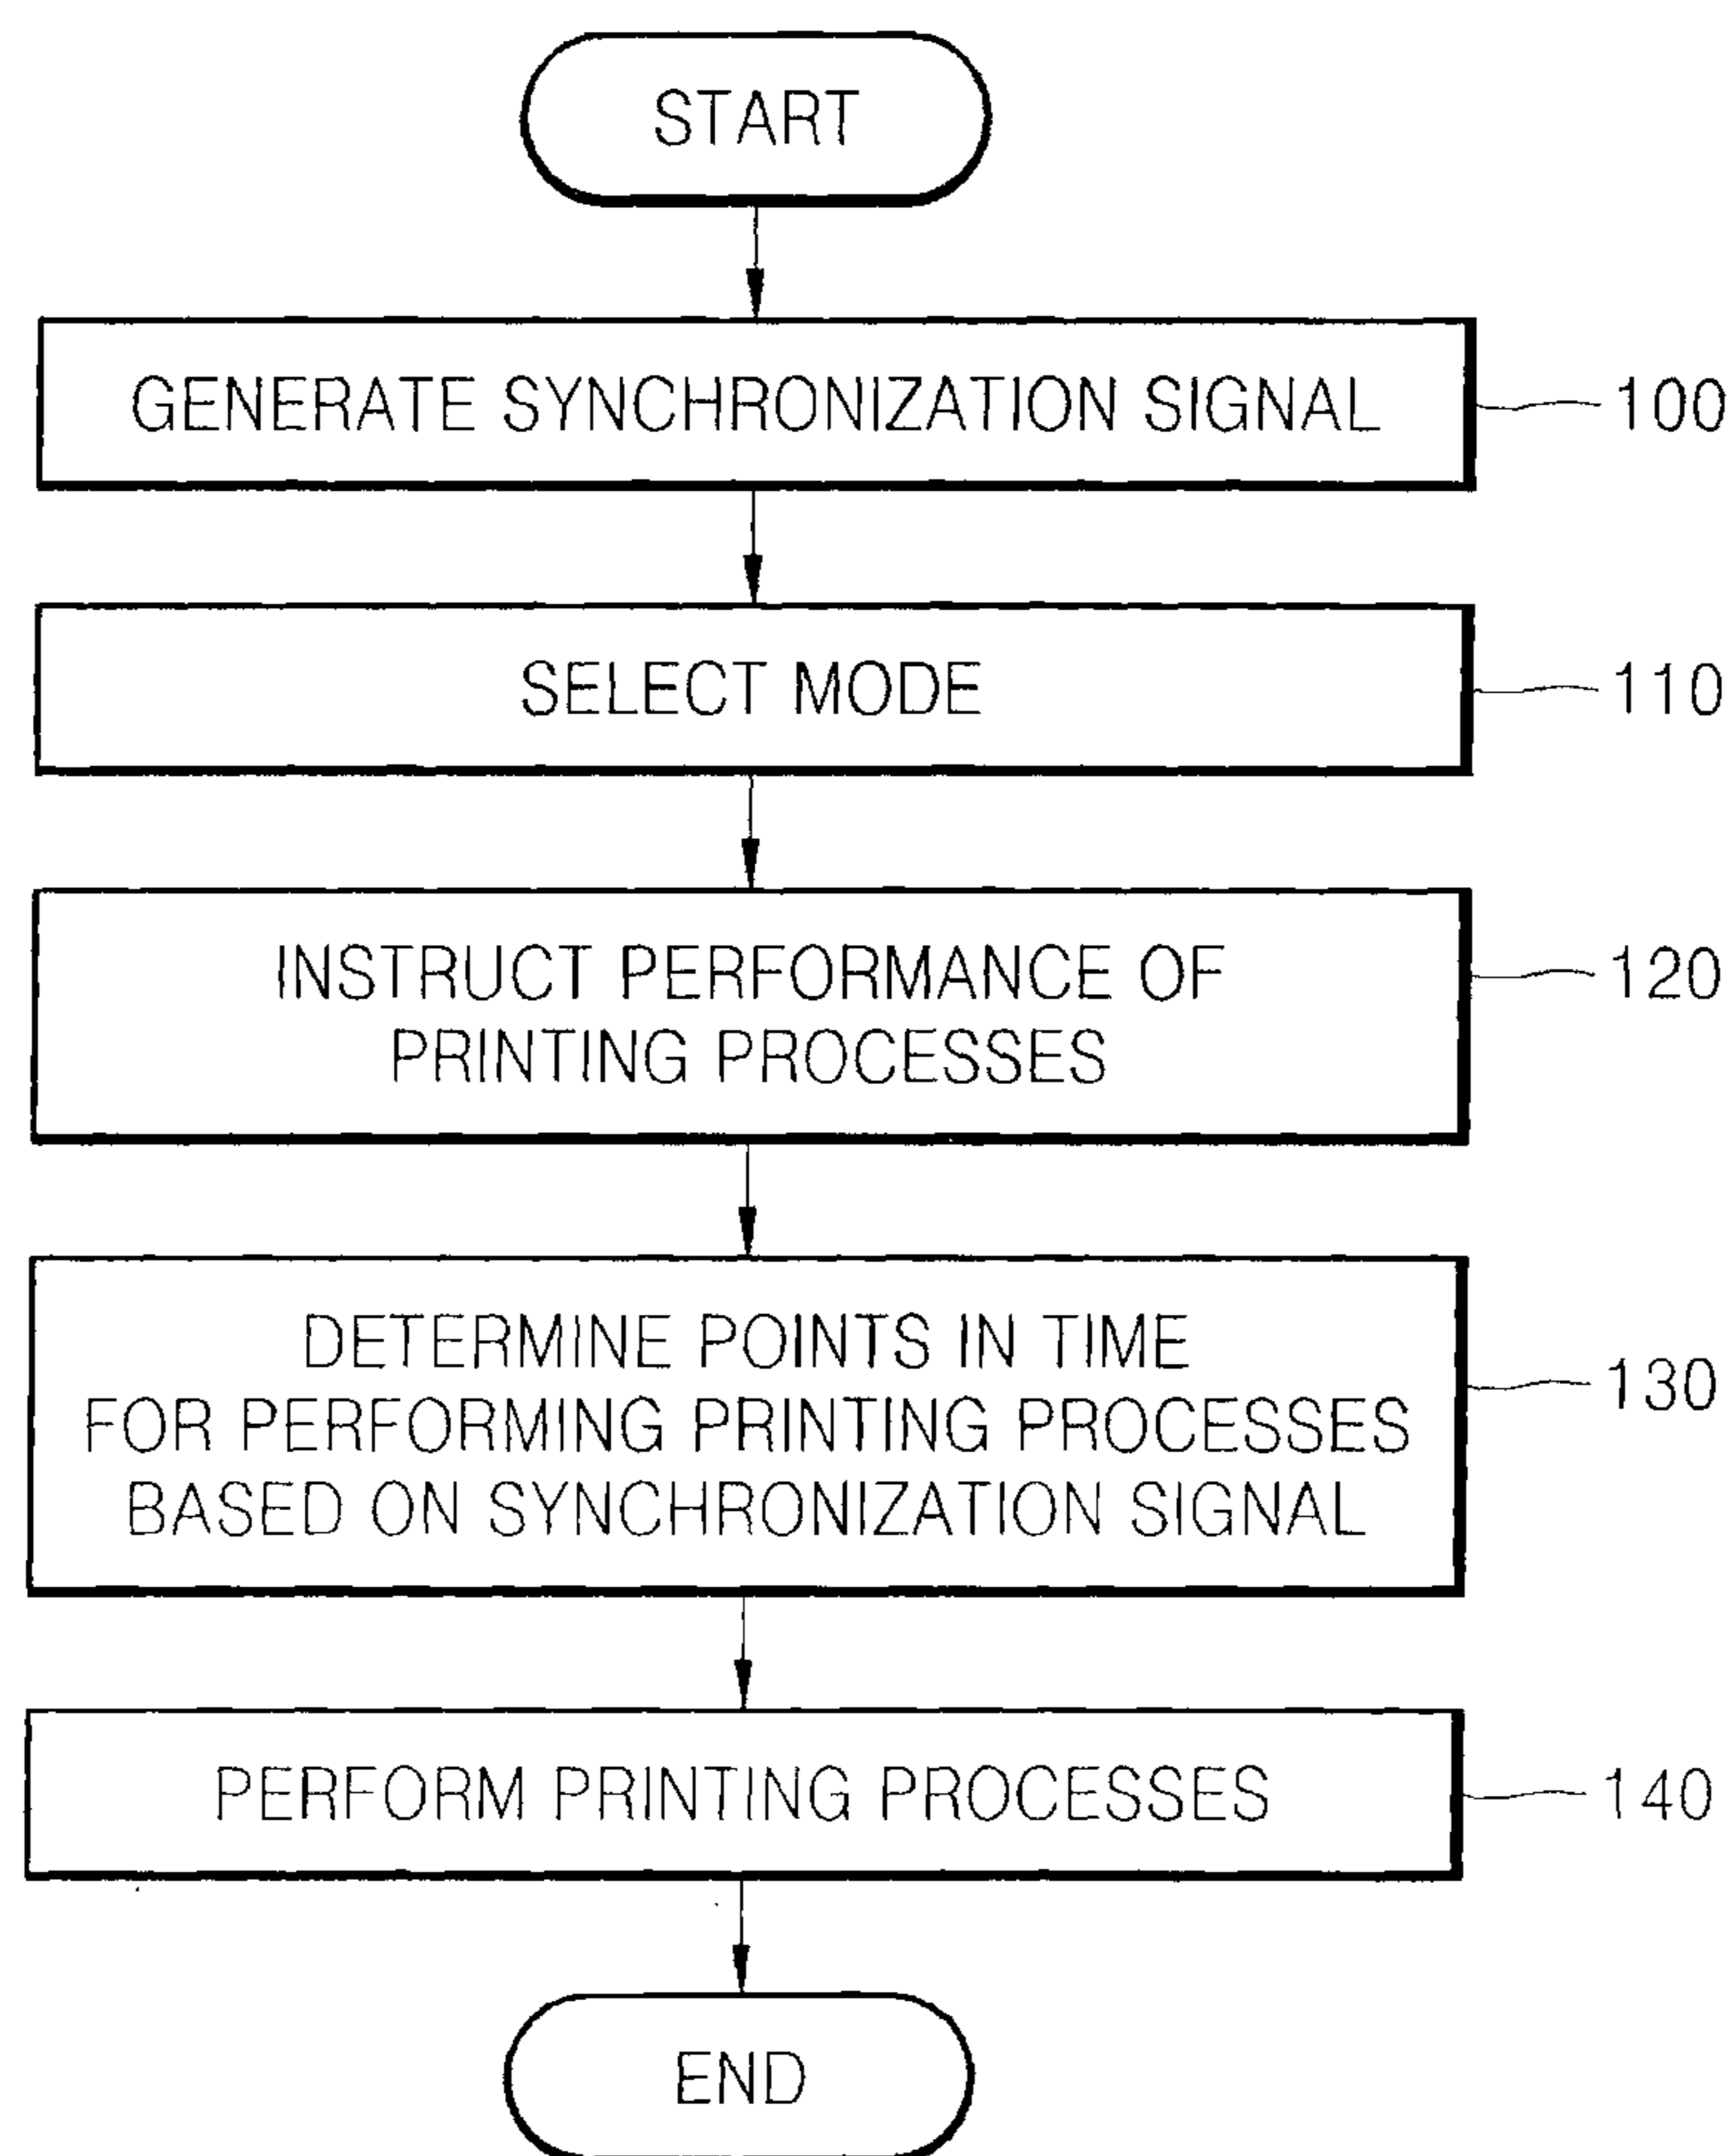 START
GENERATE SYNCHRONIZATION SIGNAL
100
SELECT MODE
110
INSTRUCT PERFORMANCE OF
PRINTING PROCESSES
120
DETERMINE POINTS IN TIME
FOR PERFORMING PRINTING PROCESSES
BASED ON SYNCHRONIZATION SIGNAL
130
PERFORM PRINTING PROCESSES
140
END